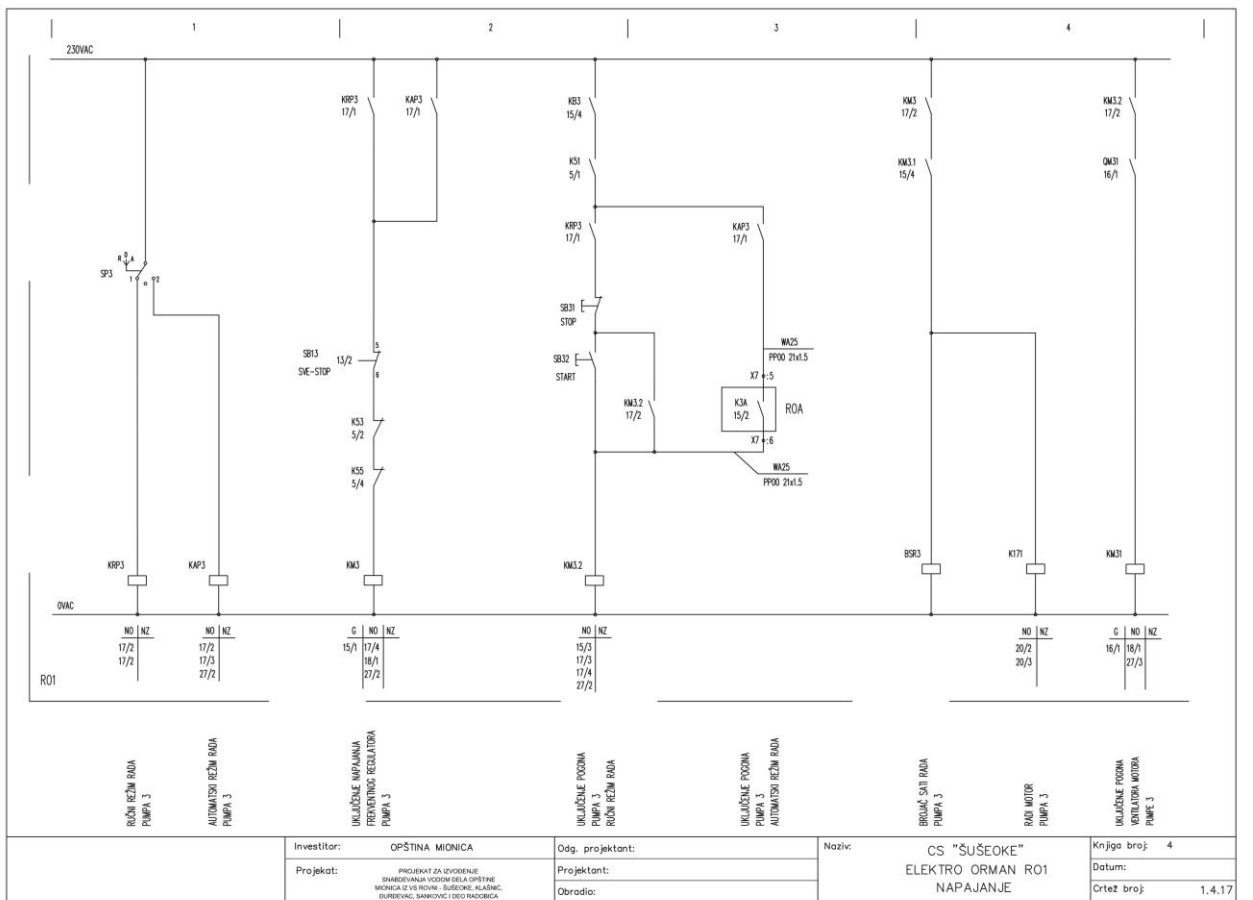 1 2 3 4
230VAC
KRP3
17/1
KAP3
17/1
KB3
15/4
K51
5/1
KRP3
17/1
KAP3
17/1
KM3
17/2
KM3.1
15/4
KM3.2
17/2
QM31
16/1
R 0 A
SP3
1 2
SB31
STOP
SB32
START
SB13
SVE-STOP
13/2
5
6
K53
5/2
K55
5/4
KM3.2
17/2
WA25
PP00 21x1.5
X7 :5
K3A
15/2
ROA
X7 :6
WA25
PP00 21x1.5
KRP3
KAP3
KM3
KM3.2
BSR3
K171
KM31
0VAC
NO NZ
17/2
17/2
NO NZ
17/2
17/3
27/2
G NO NZ
15/1 17/4
18/1
27/2
NO NZ
15/3
17/3
17/4
27/2
NO NZ
20/2
20/3
G NO NZ
16/1 18/1
27/3
RO1
RUČNI REŽIM RADA
PUMPA 3
AUTOMATSKI REŽIM RADA
PUMPA 3
UKLJUČENJE NAPAJANJA
FREKVENTNOG REGULATORA
PUMPA 3
UKLJUČENJE POGONA
PUMPA 3
RUČNI REŽIM RADA
UKLJUČENJE POGONA
PUMPA 3
AUTOMATSKI REŽIM RADA
BROJAČ SATI RADA
PUMPA 3
RADI MOTOR
PUMPA 3
UKLJUČENJE POGONA
VENTILATORA MOTORA
PUMPE 3
Investitor: OPŠTINA MIONICA
Projekat: PROJEKAT ZA IZVOĐENJE
SNABDEVANJA VODOM DELA OPŠTINE
MIONICA IZ VS ROVNI - ŠUŠEOKE, KLAŠNIĆ,
ĐURĐEVAC, SANKOVIĆ I DEO RADOBIĆA
Odg. projektant:
Projektant:
Obradio:
Naziv: CS "ŠUŠEOKE"
ELEKTRO ORMAN RO1
NAPAJANJE
Knjiga broj: 4
Datum:
Crtež broj: 1.4.17